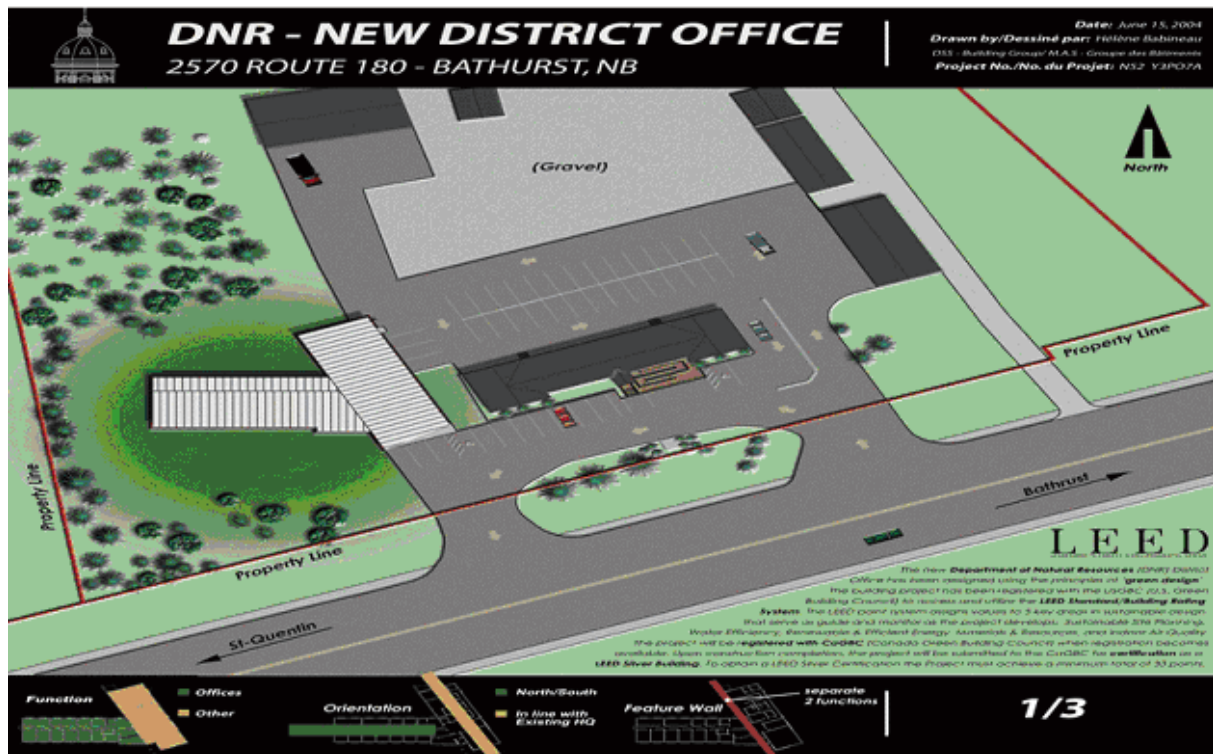 DNR - NEW DISTRICT OFFICE
2570 ROUTE 180 - BATHURST, NB
Date: June 15, 2004
Drawn by/Dessiné par: Hélène Babineau
DSS - Building Group/ M.A.S - Groupe des Bâtiments
Project No./No. du Projet: N52 Y3PO7A
(Gravel)
North
Property Line
Property Line
Property Line
Bathrust
St-Quentin
LEED
The new Department of Natural Resources (DNR) District
Office has been designed using the principles of "green design".
The building project has been registered with the USGBC (U.S. Green
Building Council) to access and utilize the LEED Standard/Building Rating
System. The LEED point system assigns values to 5 key areas in sustainable design
that serve as guide and monitor as the project develops: Sustainable Site Planning,
Water Efficiency, Renewable & Efficient Energy, Materials & Resources, and Indoor Air Quality.
The project will be registered with CaGBC (Canada Green Building Council) when registration becomes
available. Upon construction completion, the project will be submitted to the CaGBC for certification as a
LEED Silver Building. To obtain a LEED Silver Certification the Project must achieve a minimum total of 33 points.
Function
Offices
Other
Orientation
North/South
In line with
Existing HQ
Feature Wall
separate
2 functions
1/3